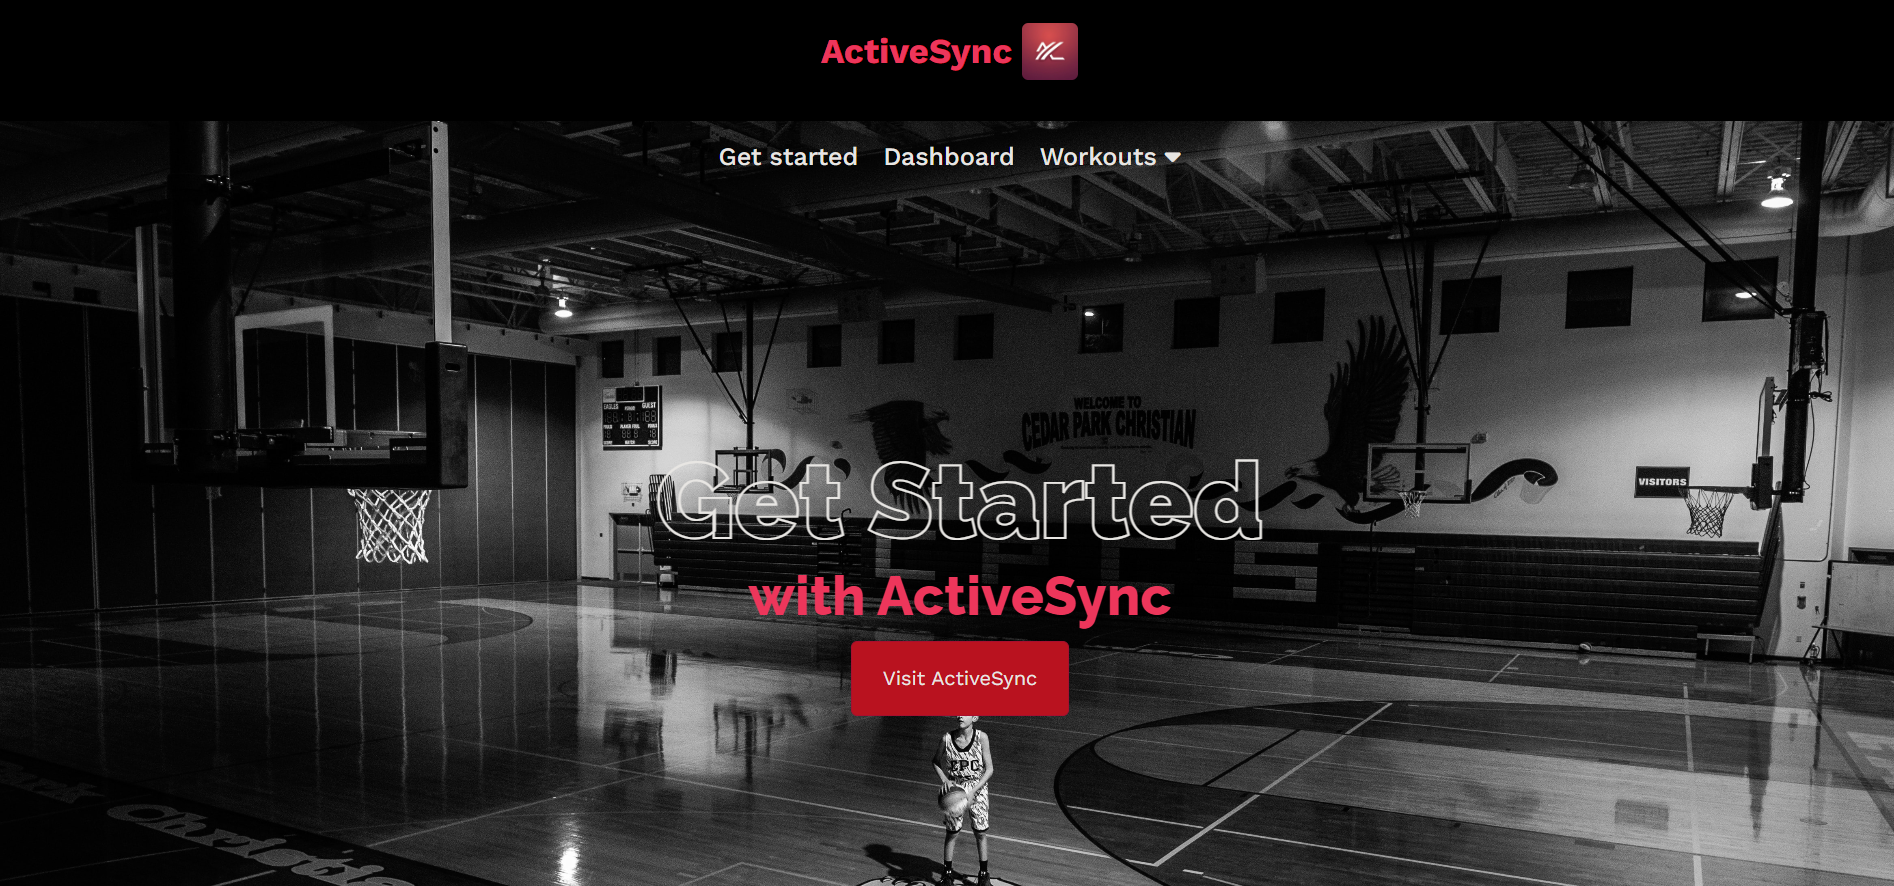 ActiveSync
Get started Dashboard Workouts
WELCOME TO
CEDAR PARK CHRISTIAN
EAGLES GUEST
VISITORS
Get Started
with ActiveSync
Visit ActiveSync